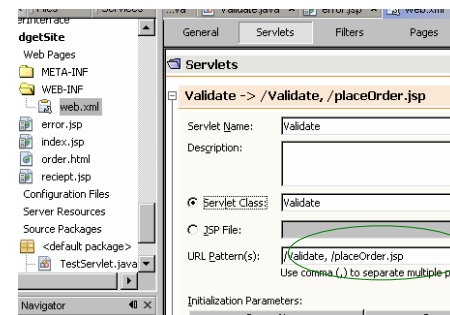 Services
dgetSite
Web Pages
META-INF
WEB-INF
web.xml
error.jsp
index.jsp
order.html
reciept.jsp
Configuration Files
Server Resources
Source Packages
<default package>
TestServlet.java
Navigator
Validate.java
error.jsp
web.xml
General
Servlets
Filters
Pages
Servlets
Validate -> /Validate, /placeOrder.jsp
Servlet Name:
Validate
Description:
Servlet Class:
Validate
JSP File:
URL Pattern(s):
/Validate, /placeOrder.jsp
Use comma (,) to separate multiple p
Initialization Parameters: